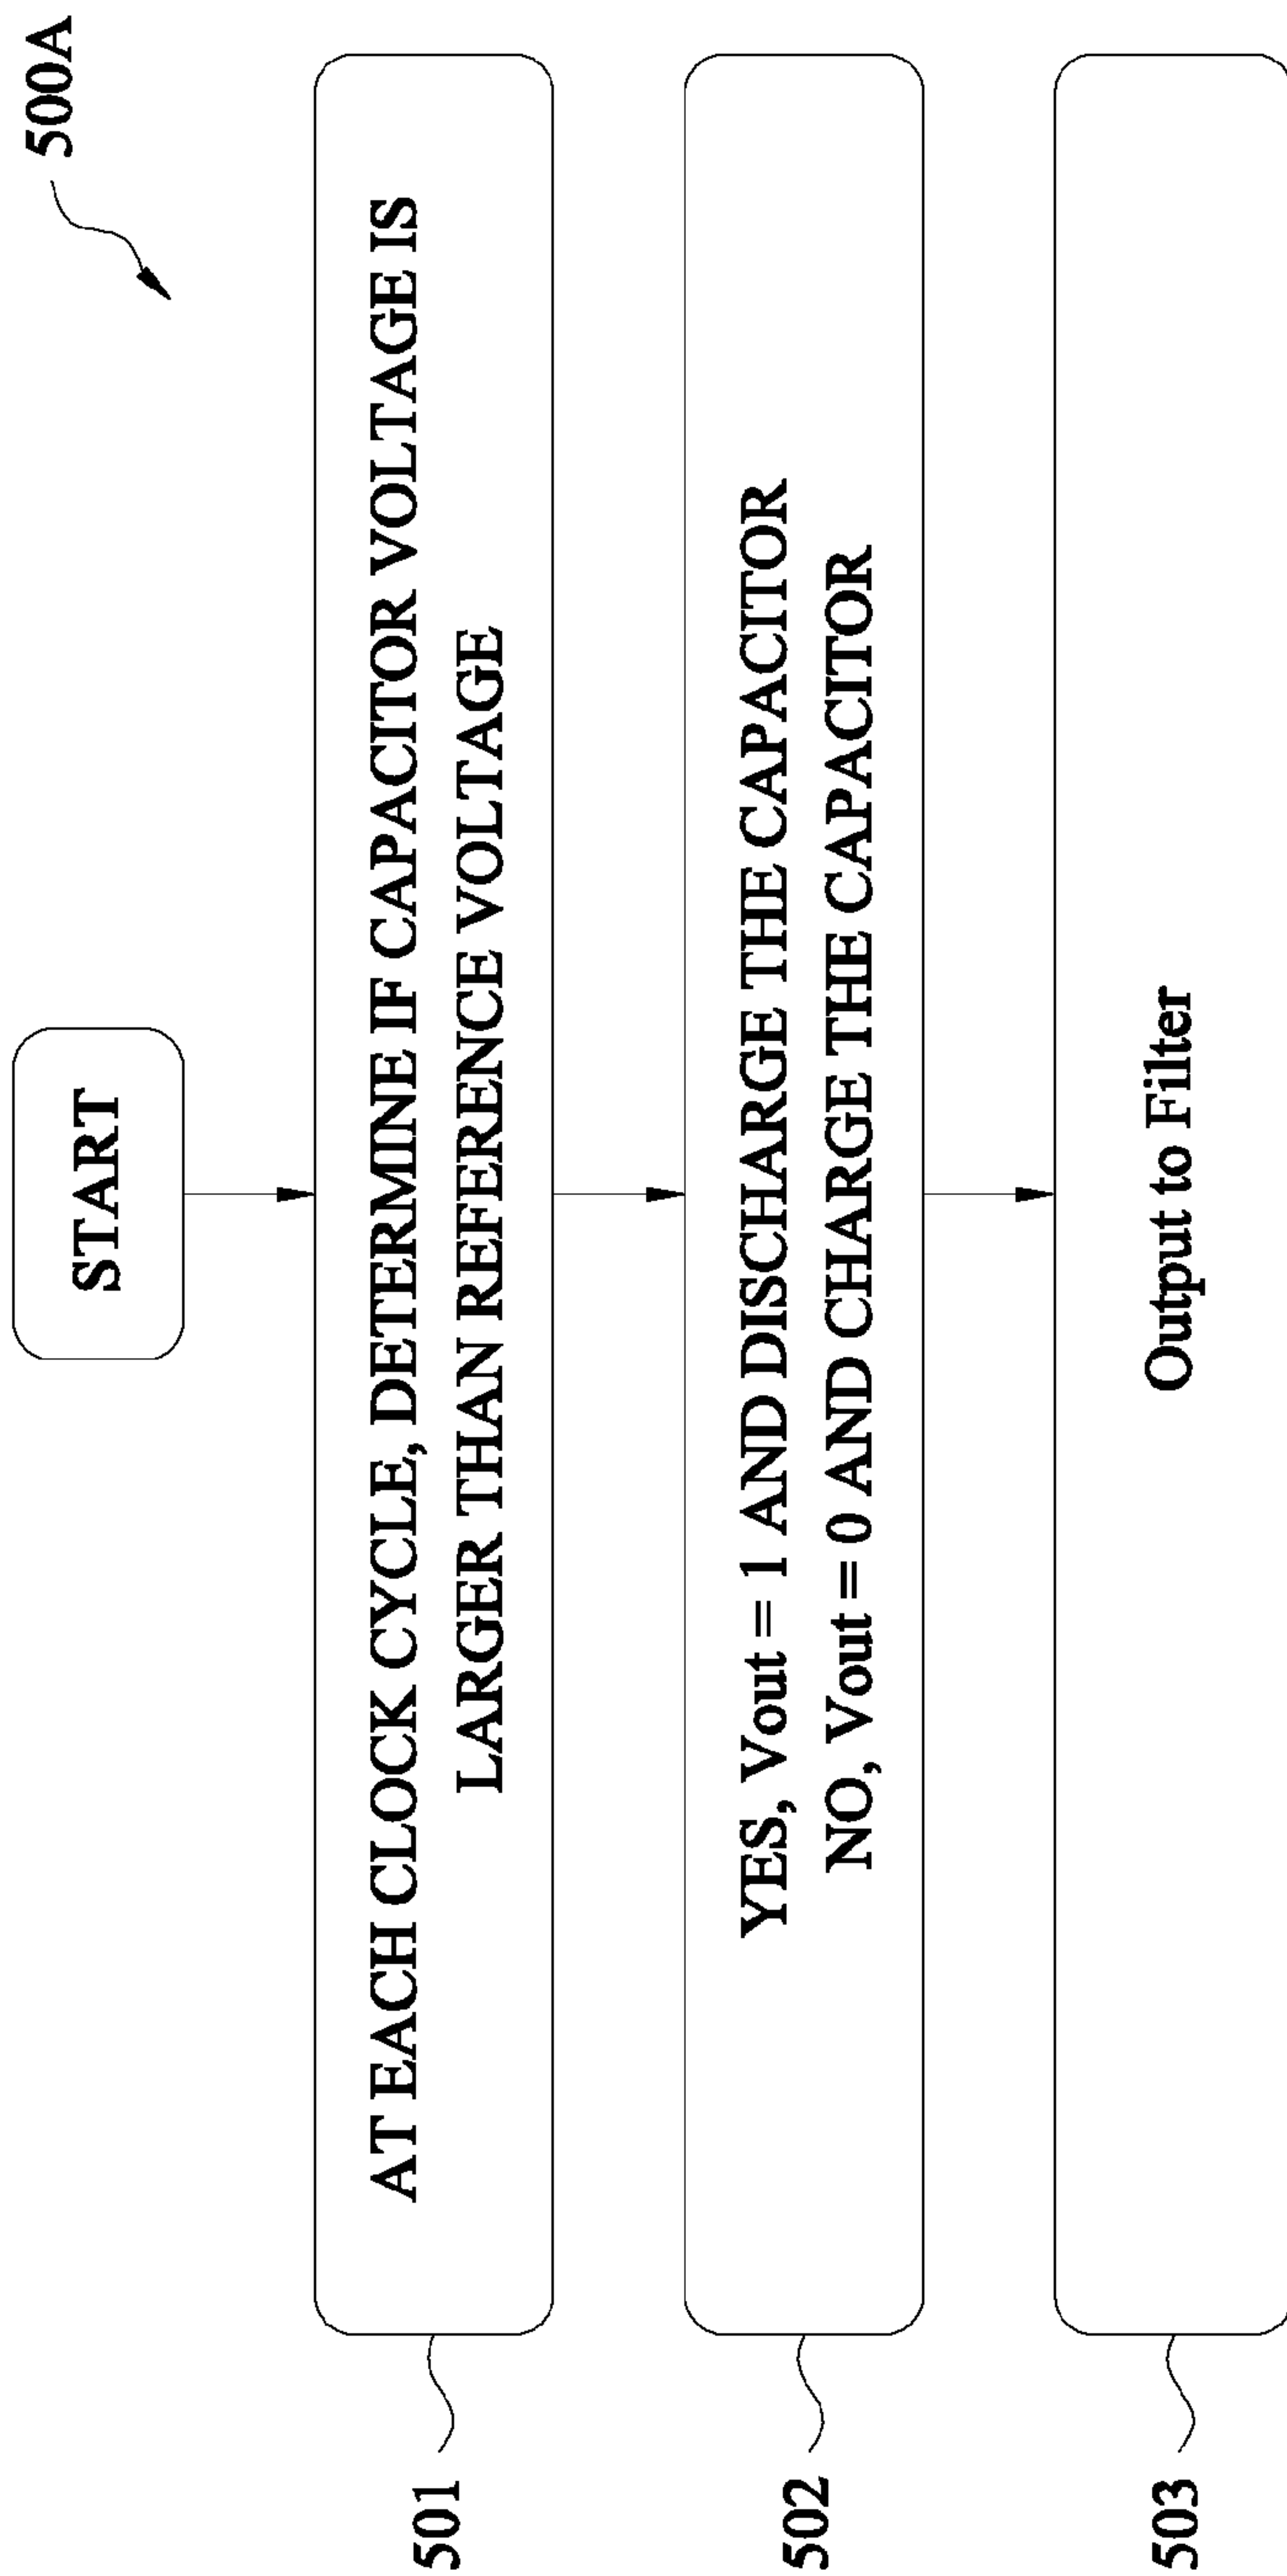 500A
START
501
AT EACH CLOCK CYCLE, DETERMINE IF CAPACITOR VOLTAGE IS
LARGER THAN REFERENCE VOLTAGE
502
YES, Vout = 1 AND DISCHARGE THE CAPACITOR
NO, Vout = 0 AND CHARGE THE CAPACITOR
503
Output to Filter